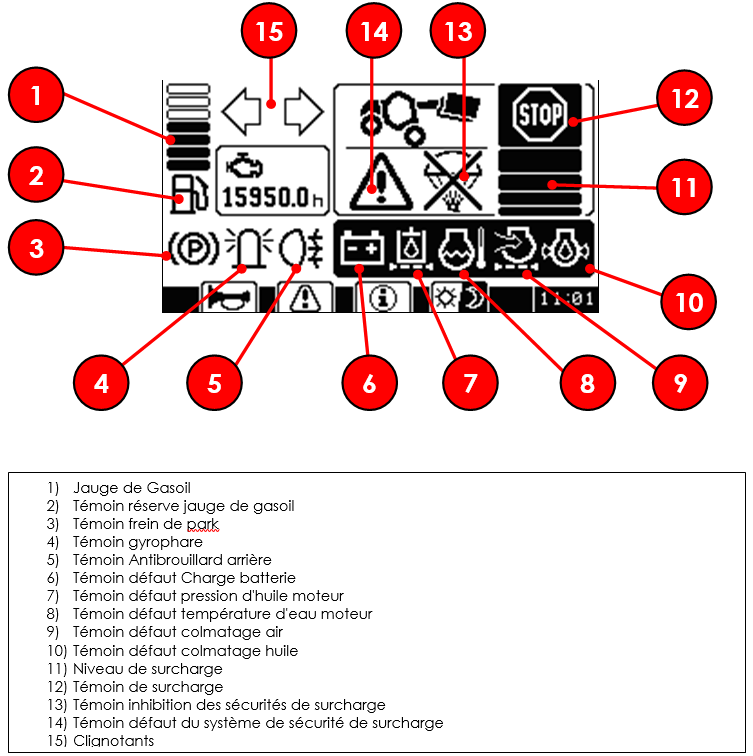 15
14
13
1
12
STOP
2
15950.0 h
11
3
P
10
11:01
4
5
6
7
8
9
1) Jauge de Gasoil
2) Témoin réserve jauge de gasoil
3) Témoin frein de park
4) Témoin gyrophare
5) Témoin Antibrouillard arrière
6) Témoin défaut Charge batterie
7) Témoin défaut pression d'huile moteur
8) Témoin défaut température d'eau moteur
9) Témoin défaut colmatage air
10) Témoin défaut colmatage huile
11) Niveau de surcharge
12) Témoin de surcharge
13) Témoin inhibition des sécurités de surcharge
14) Témoin défaut du système de sécurité de surcharge
15) Clignotants